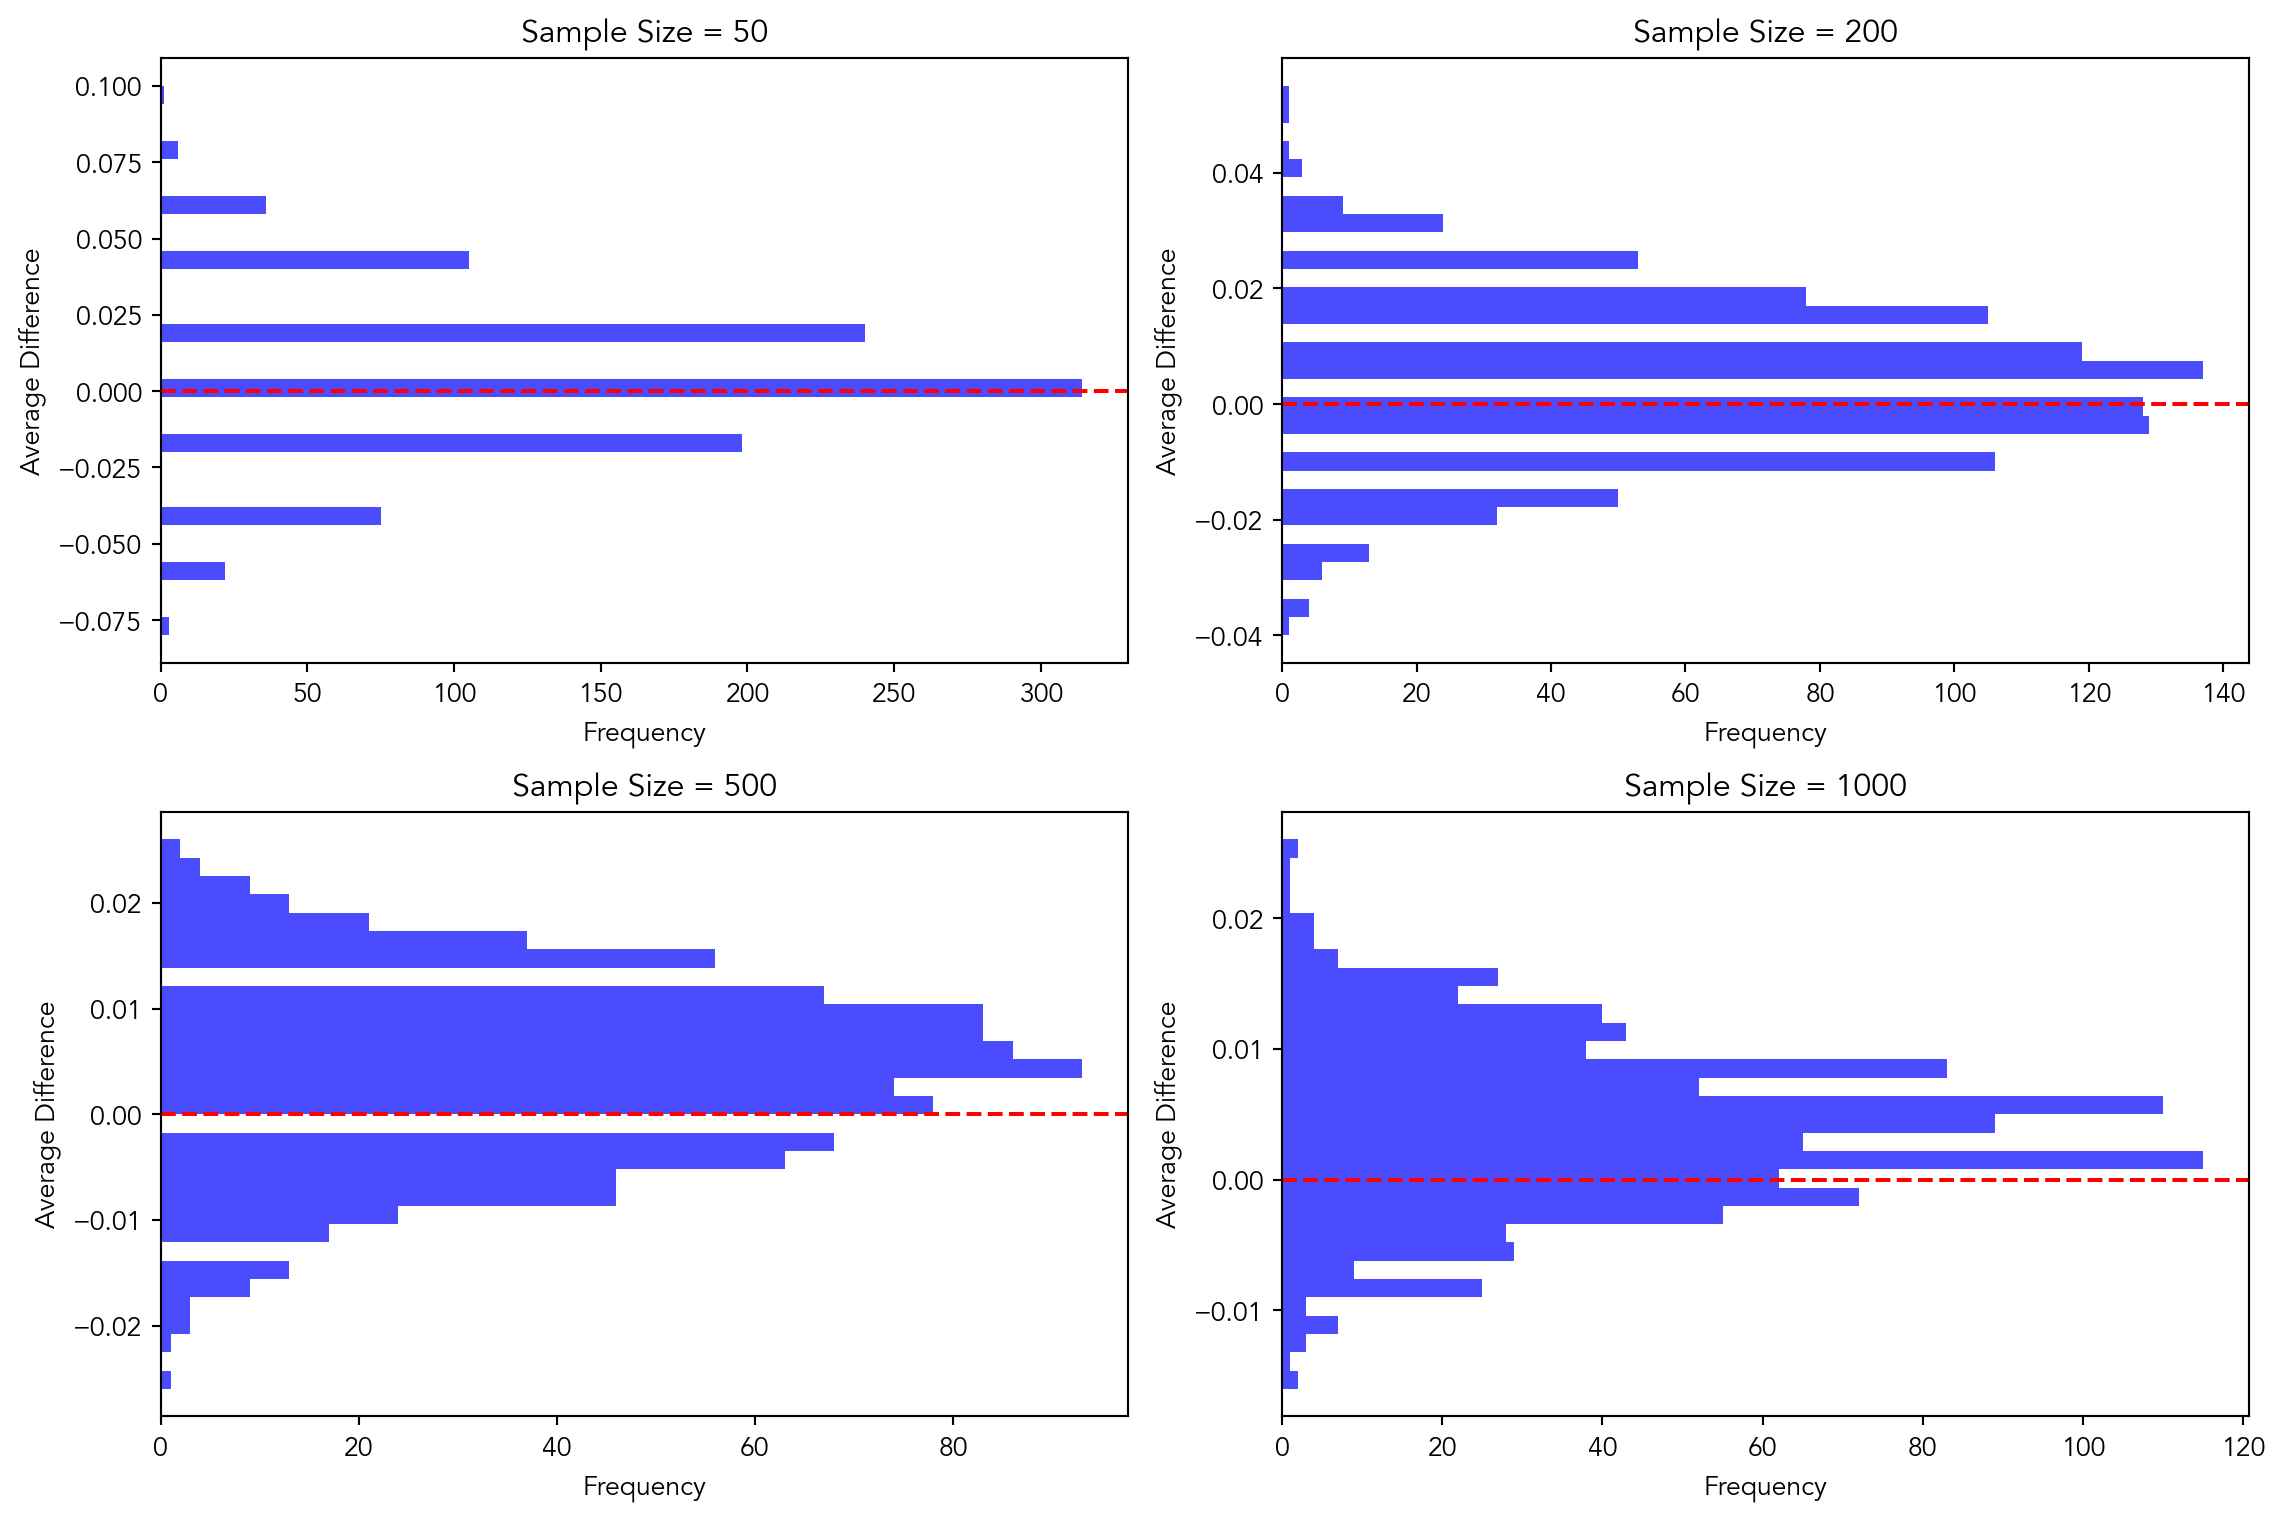 Sample Size = 50
0.100
0.075
0.050
0.025
0.000
−0.025
−0.050
−0.075
Average Difference
0 50 100 150 200 250 300
Frequency
Sample Size = 200
0.04
0.02
0.00
−0.02
−0.04
Average Difference
0 20 40 60 80 100 120 140
Frequency
Sample Size = 500
0.02
0.01
0.00
−0.01
−0.02
Average Difference
0 20 40 60 80
Frequency
Sample Size = 1000
0.02
0.01
0.00
−0.01
Average Difference
0 20 40 60 80 100 120
Frequency